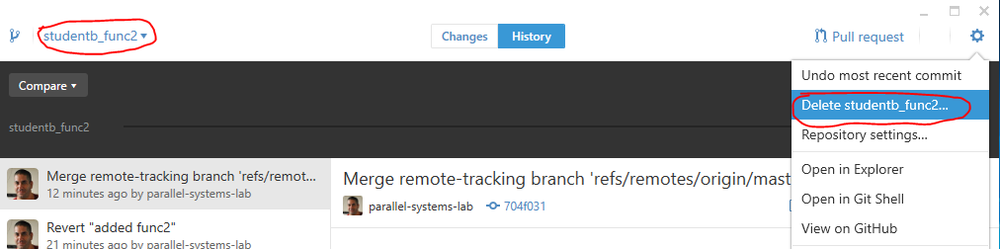 studentb_func2
Changes
History
Pull request
Compare
studentb_func2
Undo most recent commit
Delete studentb_func2...
Repository settings...
Open in Explorer
Open in Git Shell
View on GitHub
Merge remote-tracking branch 'refs/remot...
12 minutes ago by parallel-systems-lab
Revert "added func2"
21 minutes ago by parallel-systems-lab
Merge remote-tracking branch 'refs/remotes/origin/mast
parallel-systems-lab
704f031